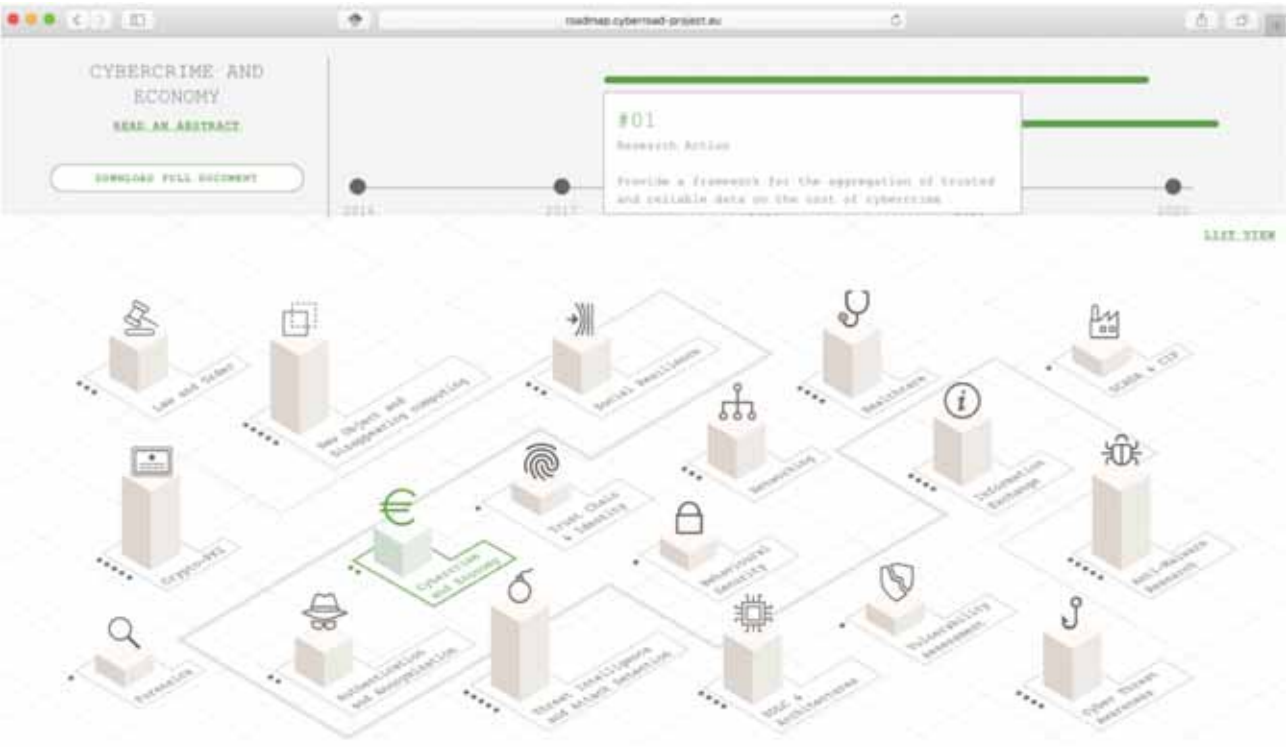 roadmap.cyberroad-project.eu
CYBERCRIME AND
ECONOMY
READ AN ABSTRACT
DOWNLOAD FULL DOCUMENT
#01
Research Action
Provide a framework for the aggregation of trusted
and reliable data on the cost of cybercrime
2016
2017
LIST VIEW
Law and Order
New Object and
Disappearing computing
Social Resilience
Healthcare
SCADA & CIP
Crypto-PKI
Cybercrime
and Economy
Trust Chain
& Identity
Networking
Information
Exchange
Anti-Malware
Research
Behavioural
Security
Forensics
Authentication
and Anonymization
Threat Intelligence
and Attack Detection
Architectures
Vulnerability
Assessment
Cyber Threat
Awareness